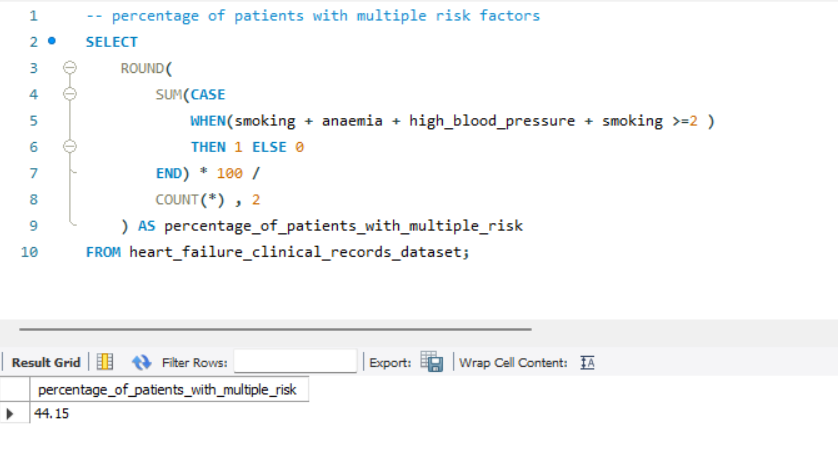 1 -- percentage of patients with multiple risk factors
2 SELECT
3 ROUND(
4 SUM(CASE
5 WHEN(smoking + anaemia + high_blood_pressure + smoking >=2 )
6 THEN 1 ELSE 0
7 END) * 100 /
8 COUNT(*) , 2
9 ) AS percentage_of_patients_with_multiple_risk
10 FROM heart_failure_clinical_records_dataset;
Result Grid Filter Rows: Export: Wrap Cell Content: IA
percentage_of_patients_with_multiple_risk
44.15